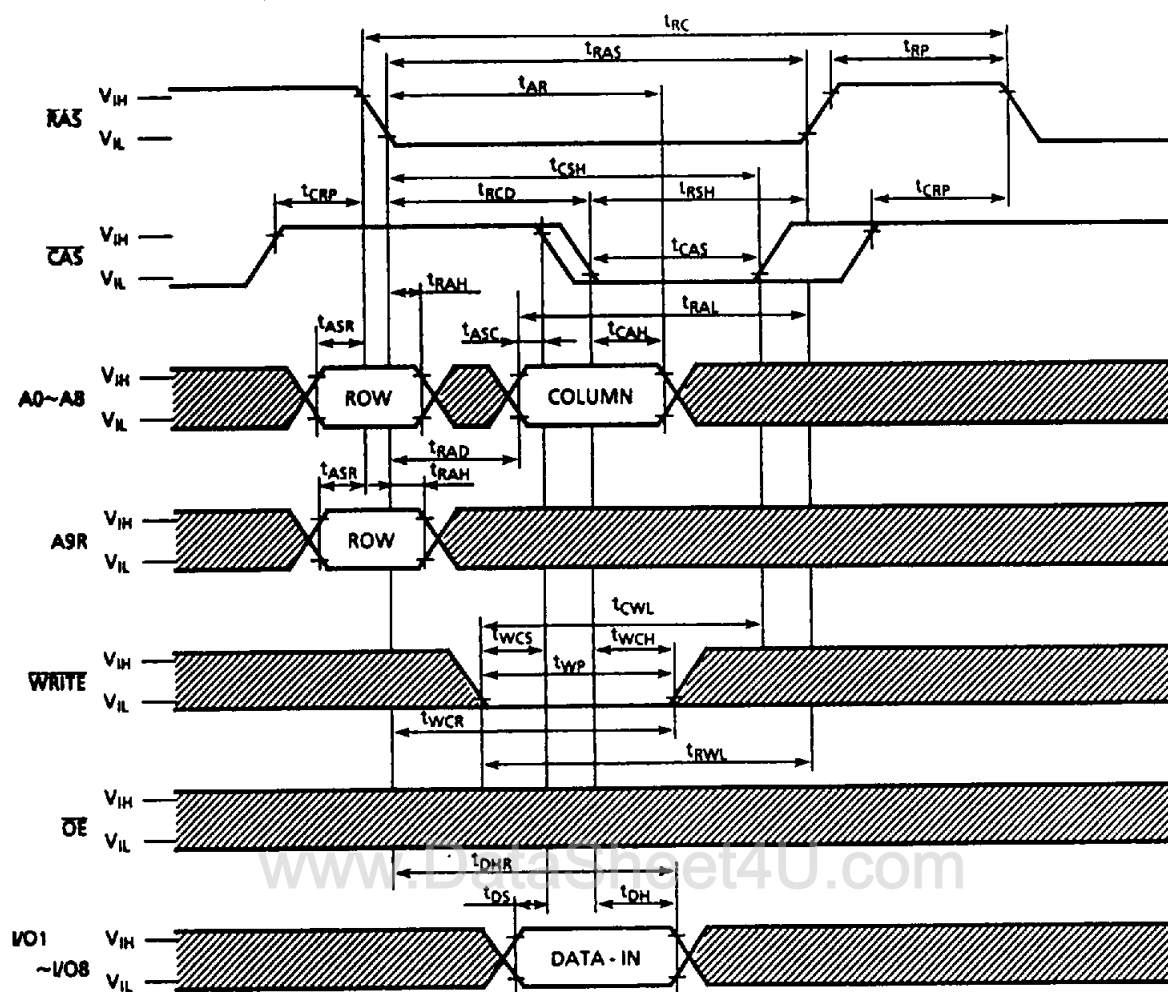 tRC
tRAS
tRP
tAR
VIH
RAS
VIL
tCSH
tCRP
tRCD
tRSH
tCRP
VIH
CAS
VIL
tCAS
tRAH
tRAL
tASR
tASC
tCAH
VIH
A0~A8
ROW
COLUMN
VIL
tRAD
tASR
tRAH
VIH
A9R
ROW
VIL
tCWL
tWCS
tWCH
VIH
WRITE
tWP
VIL
tWCR
tRWL
VIH
OE
VIL
www.DataSheet4U.com
tDHR
tDS
tDH
I/O1
~I/O8
VIH
DATA - IN
VIL